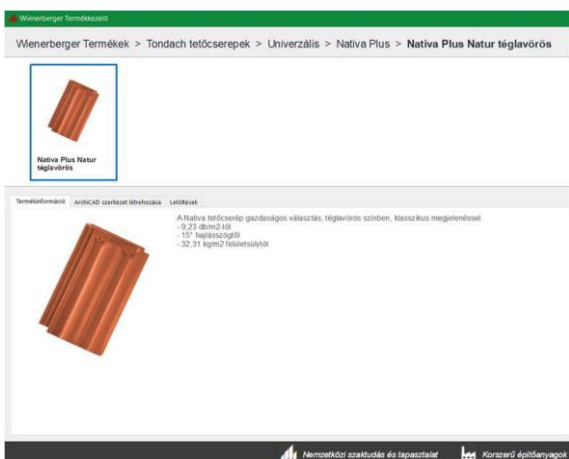 Wienerberger Termékkezelő
Wienerberger Termékek > Tondach tetőcserepek > Univerzális > Nativa Plus > Nativa Plus Natur téglavörös
Nativa Plus Natur
téglavörös
Termékinformáció ArchiCAD szerkezet létrehozása Letöltések
A Nativa tetőcserép gazdaságos választás, téglavörös színben, klasszikus megjelenéssel.
- 9,23 db/m2-től
- 15° hajlásszögtől
- 32,31 kg/m2 felületsúlytól
Nemzetközi szaktudás és tapasztalat Korszerű építőanyagok